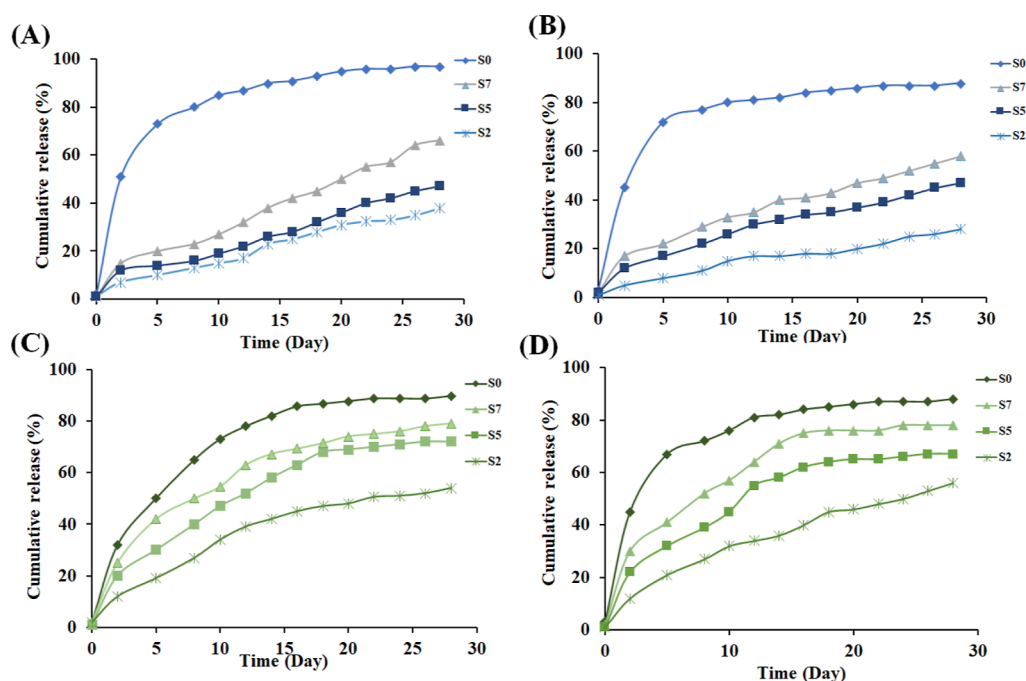 (A)
Cumulative release (%)
100
80
60
40
20
0
0 5 10 15 20 25 30
Time (Day)
S0
S7
S5
S2
(B)
Cumulative release (%)
100
80
60
40
20
0
0 5 10 15 20 25 30
Time (Day)
S0
S7
S5
S2
(C)
Cumulative release (%)
100
80
60
40
20
0
0 5 10 15 20 25 30
Time (Day)
S0
S7
S5
S2
(D)
Cumulative release (%)
100
80
60
40
20
0
0 10 20 30
Time (Day)
S0
S7
S5
S2